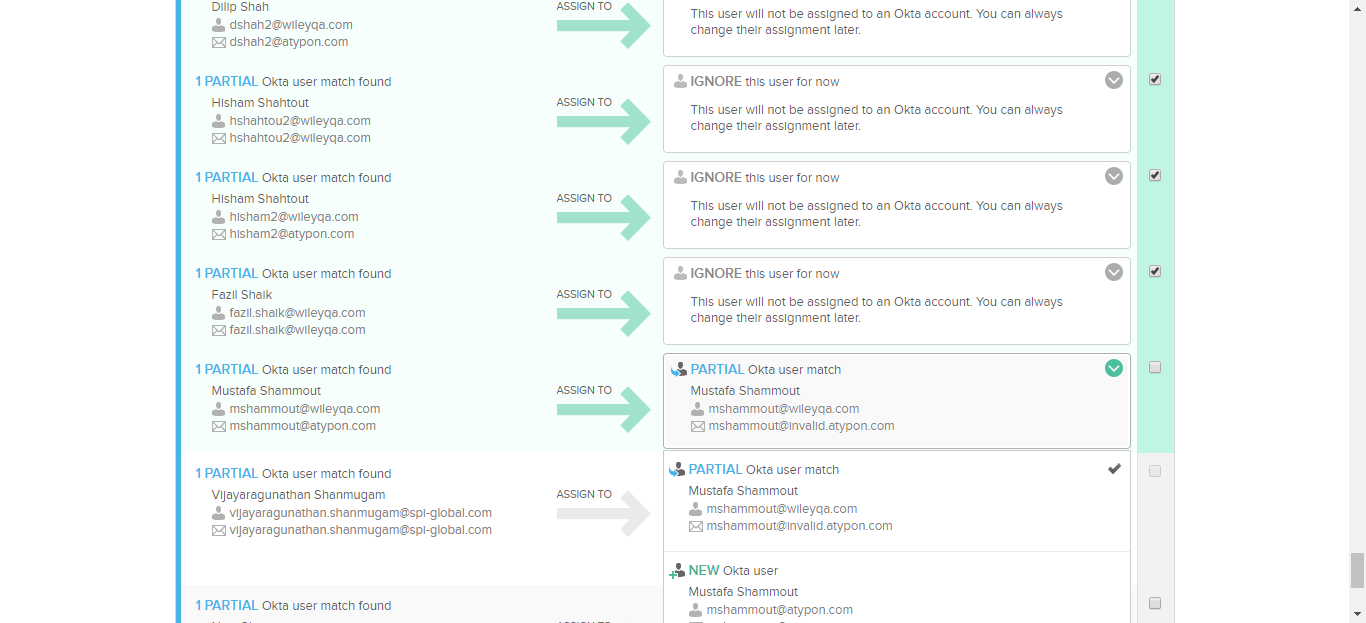 Dilip Shah
dshah2@wileyqa.com
dshah2@atypon.com
ASSIGN TO
This user will not be assigned to an Okta account. You can always
change their assignment later.
1 PARTIAL Okta user match found
Hisham Shahtout
hshahtou2@wileyqa.com
hshahtou2@wileyqa.com
ASSIGN TO
IGNORE this user for now
This user will not be assigned to an Okta account. You can always
change their assignment later.
1 PARTIAL Okta user match found
Hisham Shahtout
hisham2@wileyqa.com
hisham2@atypon.com
ASSIGN TO
IGNORE this user for now
This user will not be assigned to an Okta account. You can always
change their assignment later.
1 PARTIAL Okta user match found
Fazil Shaik
fazil.shaik@wileyqa.com
fazil.shaik@wileyqa.com
ASSIGN TO
IGNORE this user for now
This user will not be assigned to an Okta account. You can always
change their assignment later.
1 PARTIAL Okta user match found
Mustafa Shammout
mshammout@wileyqa.com
mshammout@atypon.com
ASSIGN TO
PARTIAL Okta user match
Mustafa Shammout
mshammout@wileyqa.com
mshammout@invalid.atypon.com
1 PARTIAL Okta user match found
Vijayaragunathan Shanmugam
vijayaragunathan.shanmugam@spi-global.com
vijayaragunathan.shanmugam@spi-global.com
ASSIGN TO
PARTIAL Okta user match
Mustafa Shammout
mshammout@wileyqa.com
mshammout@invalid.atypon.com
NEW Okta user
Mustafa Shammout
mshammout@atypon.com
1 PARTIAL Okta user match found